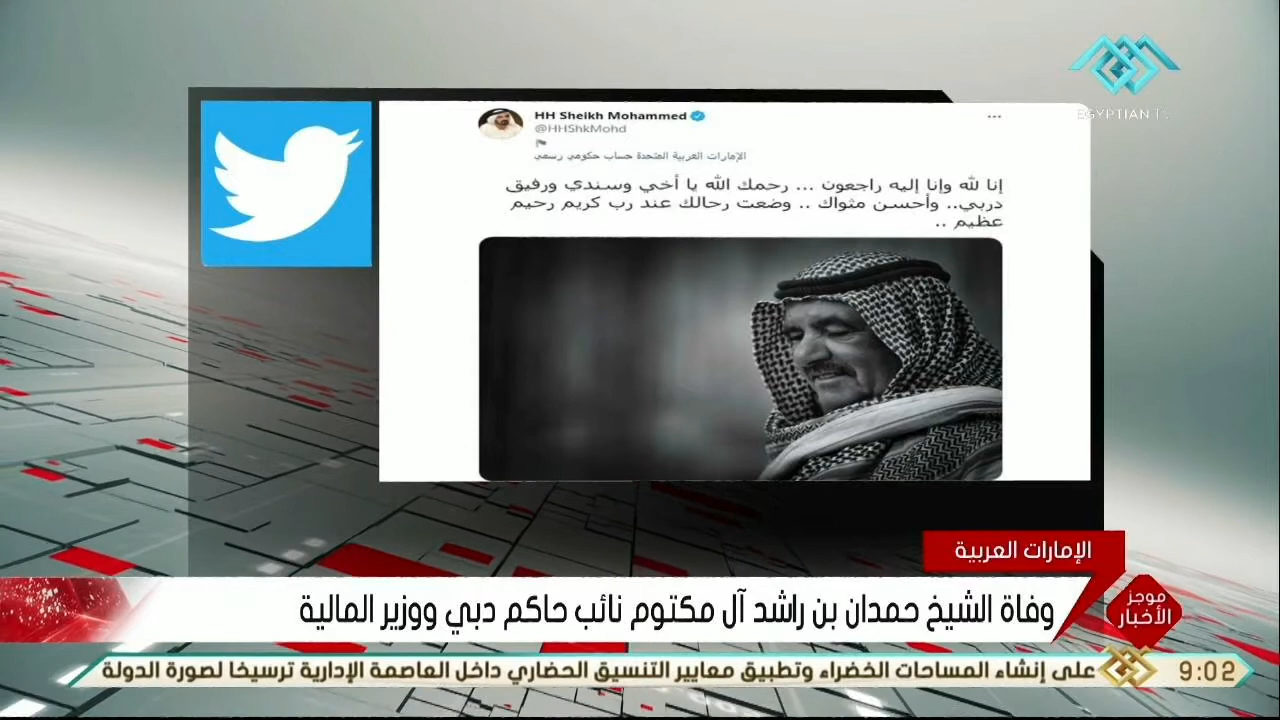 EGYPTIAN T
HH Sheikh Mohammed
@HHShkMohd
الإمارات العربية المتحدة حساب حكومي رسمي
إنا لله وإنا إليه راجعون ... رحمك الله يا أخي وسندي ورفيق
دربي.. وأحسن مثواك .. وضعت رحالك عند رب كريم رحيم
عظيم ..
الإمارات العربية
موجز
الأخبار
وفاة الشيخ حمدان بن راشد آل مكتوم نائب حاكم دبي ووزير المالية
على إنشاء المساحات الخضراء وتطبيق معايير التنسيق الحضاري داخل العاصمة الإدارية ترسيخا لصورة الدولة
9:02